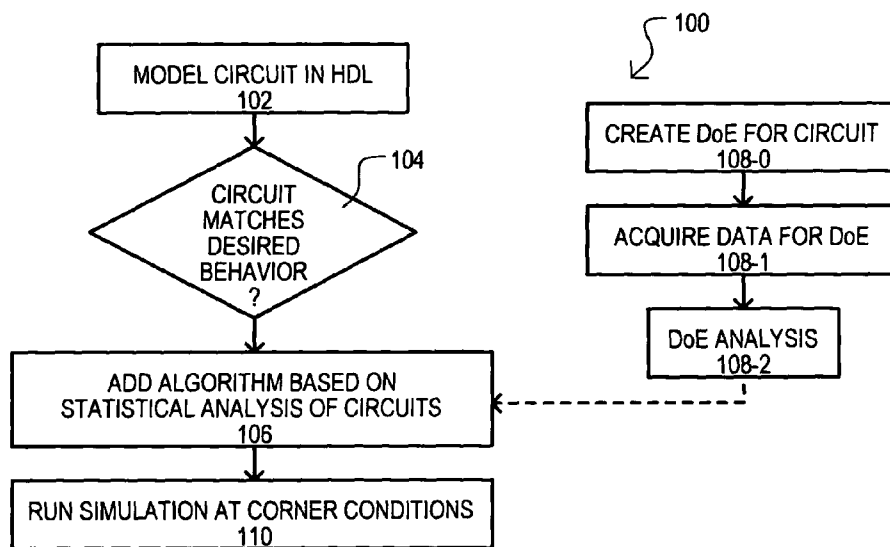 100
MODEL CIRCUIT IN HDL
102
104
CIRCUIT
MATCHES
DESIRED
BEHAVIOR
?
ADD ALGORITHM BASED ON
STATISTICAL ANALYSIS OF CIRCUITS
106
RUN SIMULATION AT CORNER CONDITIONS
110
CREATE DoE FOR CIRCUIT
108-0
ACQUIRE DATA FOR DoE
108-1
DoE ANALYSIS
108-2